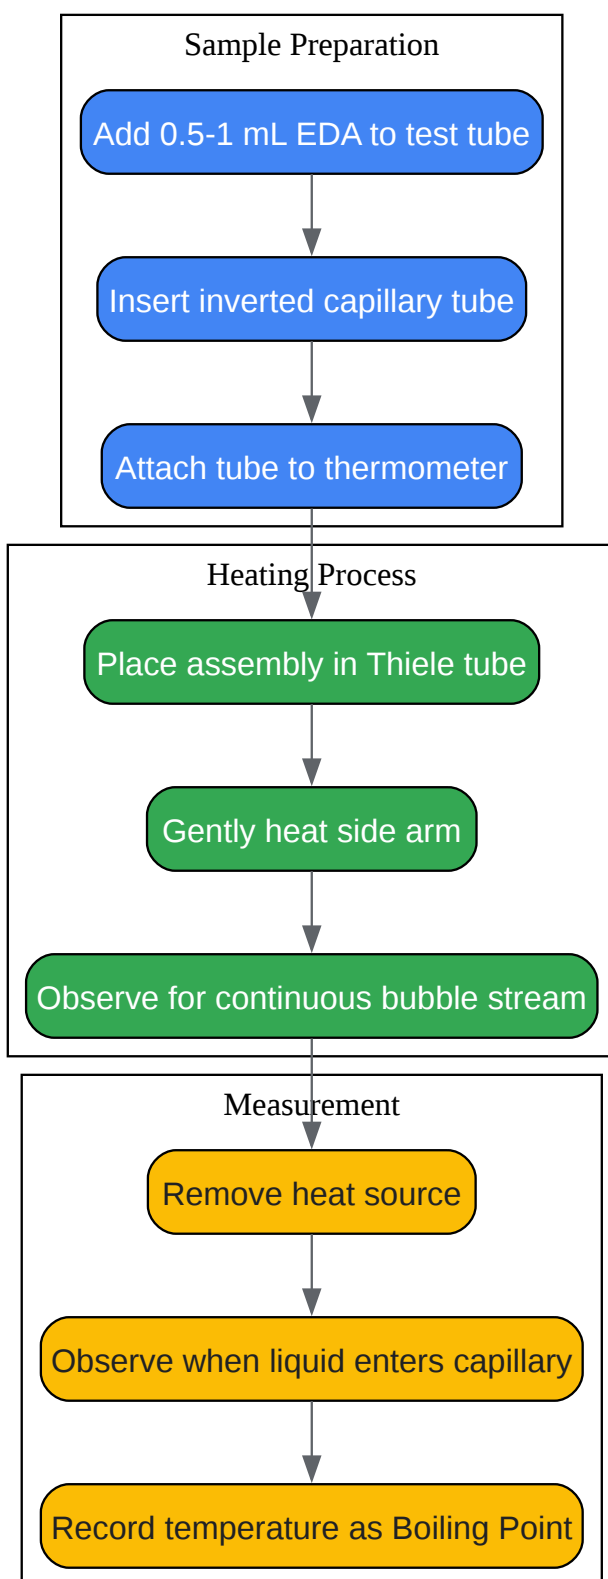 Sample Preparation
Add 0.5-1 mL EDA to test tube
Insert inverted capillary tube
Attach tube to thermometer
Heating Process
Place assembly in Thiele tube
Gently heat side arm
Observe for continuous bubble stream
Measurement
Remove heat source
Observe when liquid enters capillary
Record temperature as Boiling Point